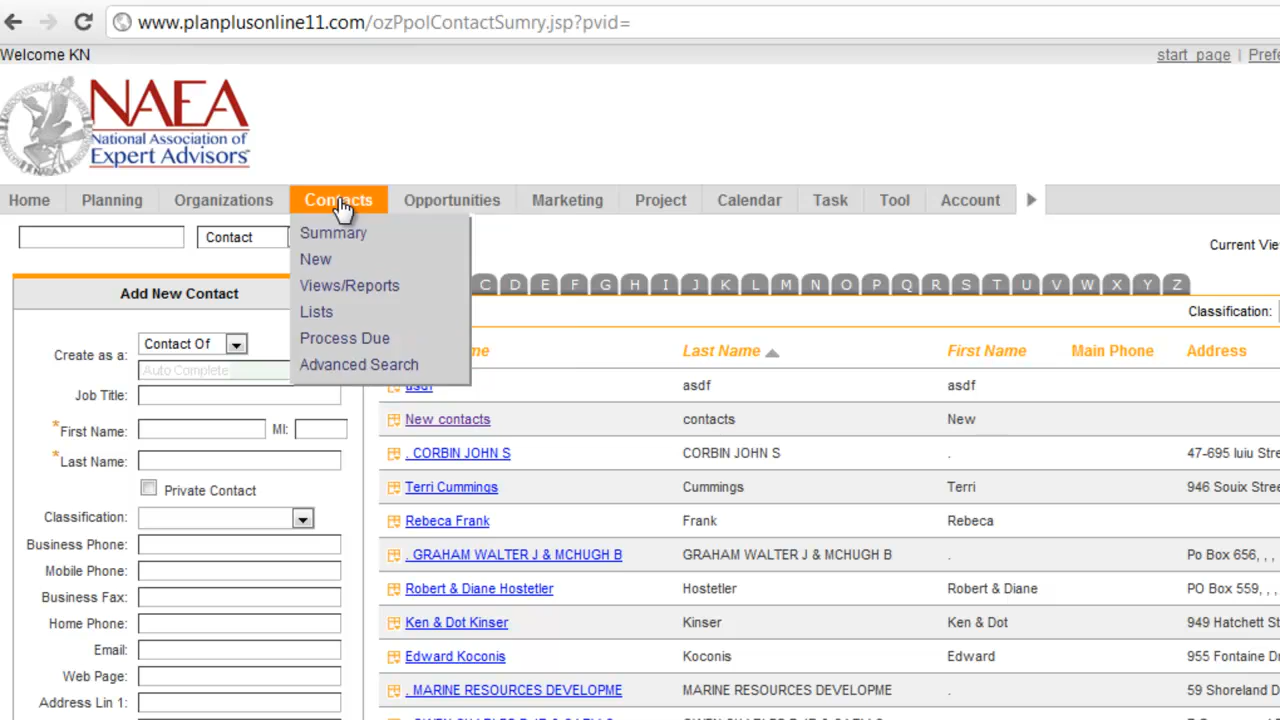 www.planplusonline11.com/ozPpolContactSumry.jsp?pvid=
Welcome KN
start_page | Prefe
NAEA
National Association of
Expert Advisors
Home Planning Organizations Contacts Opportunities Marketing Project Calendar Task Tool Account
Contact
Current Vie
Summary
New
Views/Reports
Lists
Process Due
Advanced Search
C D E F G H I J K L M N O P Q R S T U V W X Y Z
Add New Contact
Classification:
Create as a: Contact Of
Auto Complete
Job Title:
*First Name: MI:
*Last Name:
Private Contact
Classification:
Business Phone:
Mobile Phone:
Business Fax:
Home Phone:
Email:
Web Page:
Address Lin 1:
Last Name First Name Main Phone Address
asdf asdf asdf
New contacts contacts New
. CORBIN JOHN S CORBIN JOHN S . 47-695 Iuiu Stree
Terri Cummings Cummings Terri 946 Souix Stree
Rebeca Frank Frank Rebeca
. GRAHAM WALTER J & MCHUGH B GRAHAM WALTER J & MCHUGH B . Po Box 656, , ,
Robert & Diane Hostetler Hostetler Robert & Diane PO Box 559, , ,
Ken & Dot Kinser Kinser Ken & Dot 949 Hatchett S
Edward Koconis Koconis Edward 955 Fontaine D
. MARINE RESOURCES DEVELOPME MARINE RESOURCES DEVELOPME . 59 Shoreland D